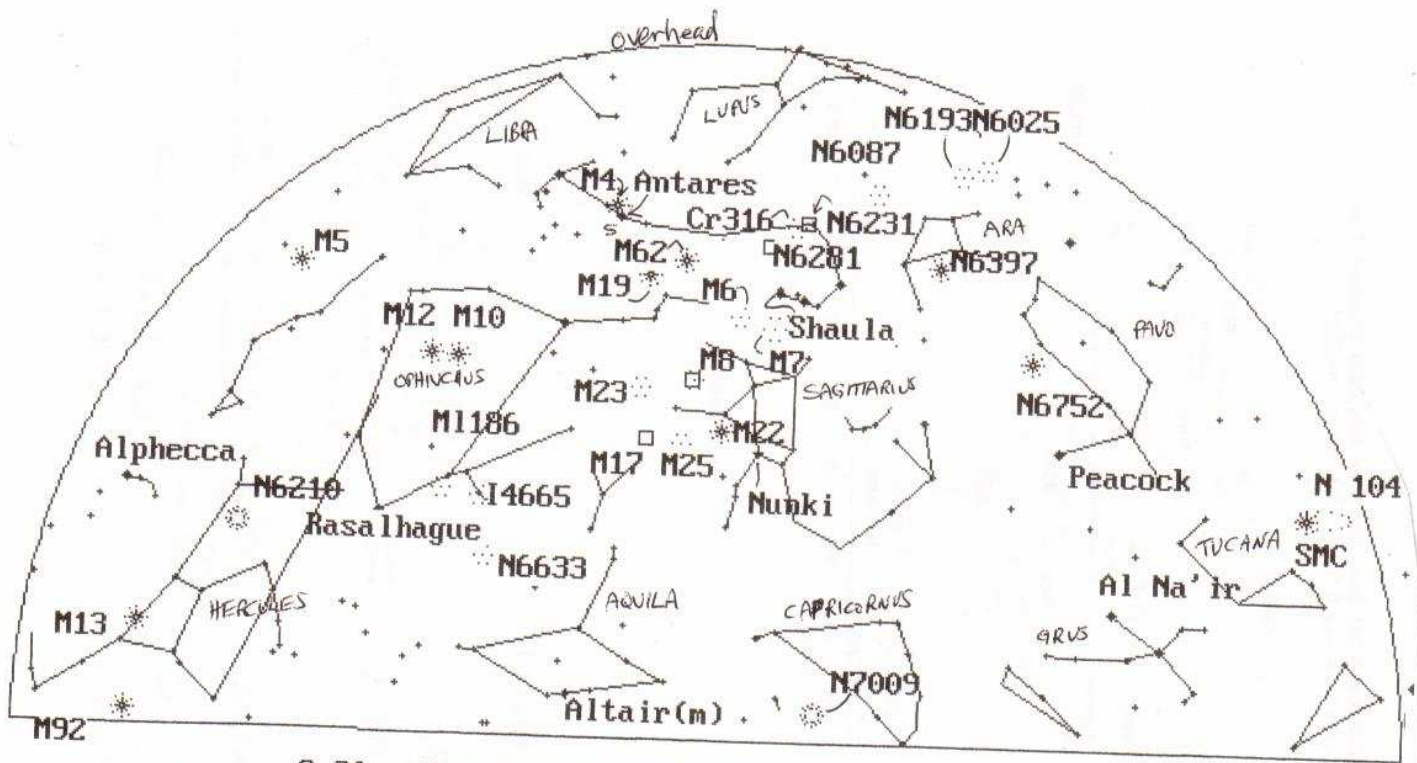 overhead
N6193N6025
LUPUS
LIBRA
N6087
M4 Antares
Cr316
N6231
ARA
S
M5
M62
N6281
N6397
M19
M6
M12 M10
Shaula
PAVO
M8
M7
OPHIUCHUS
M23
SAGITTARIUS
N6752
Ml186
M22
Alphecca
M17
M25
Peacock
N6210
I4665
Nunki
N 104
Rasalhague
TUCANA
SMC
N6633
Al Na'ir
HERCULES
AQUILA
CAPRICORNUS
M13
GRUS
N7009
Altair(m)
M92